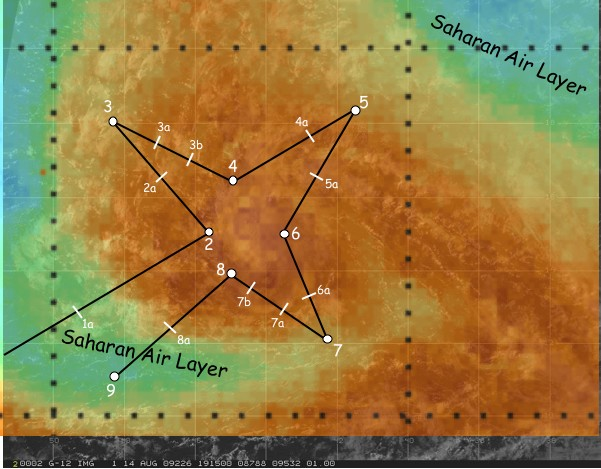 Saharan Air Layer
3
3a
3b
4a
5
4
2a
5a
2
6
8
7b
6a
7a
1a
8a
Saharan Air Layer
7
9
20002 G-12 IMG 1 14 AUG 09226 191500 08788 09532 01.00